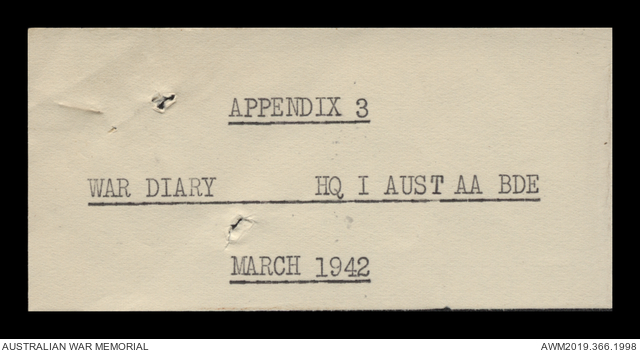 APPENDIX 3
WAR DIARY HQ I AUST AA BDE
MARCH 1942
AUSTRALIAN WAR MEMORIAL AWM2019.366.1998